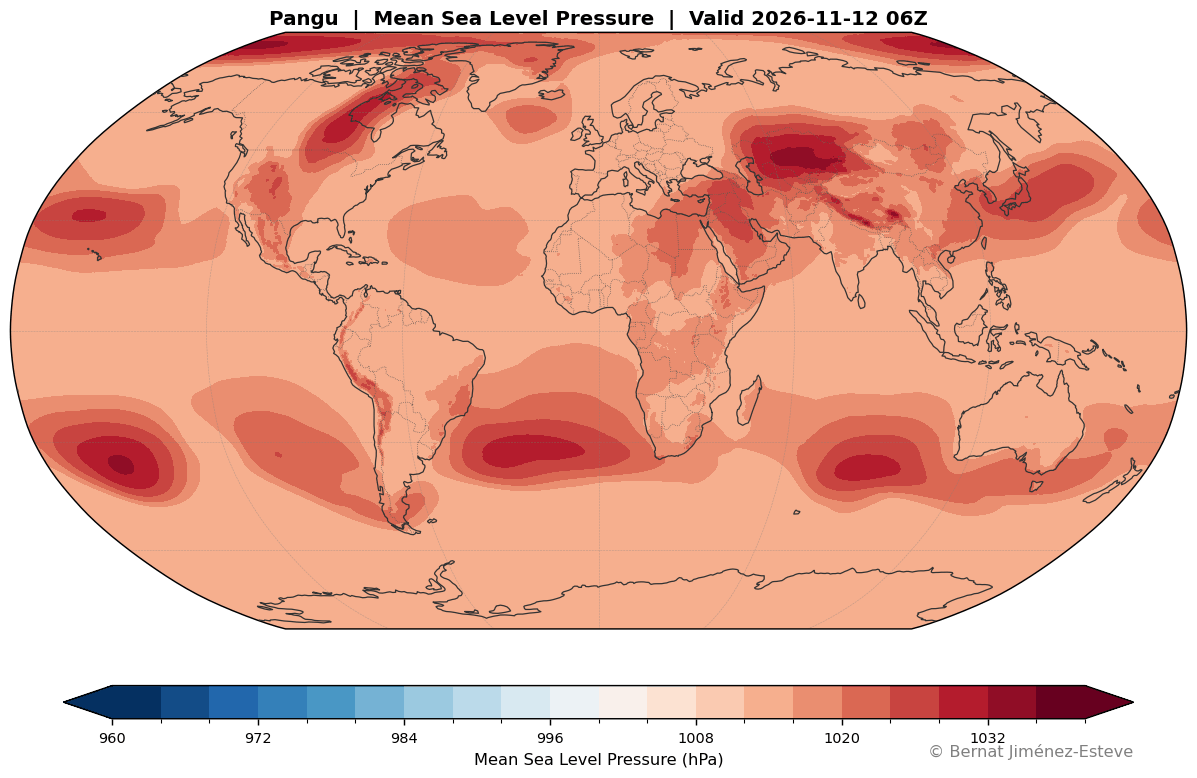 Pangu | Mean Sea Level Pressure | Valid 2026-11-12 06Z
960 972 984 996 1008 1020 1032
Mean Sea Level Pressure (hPa)
© Bernat Jiménez-Esteve